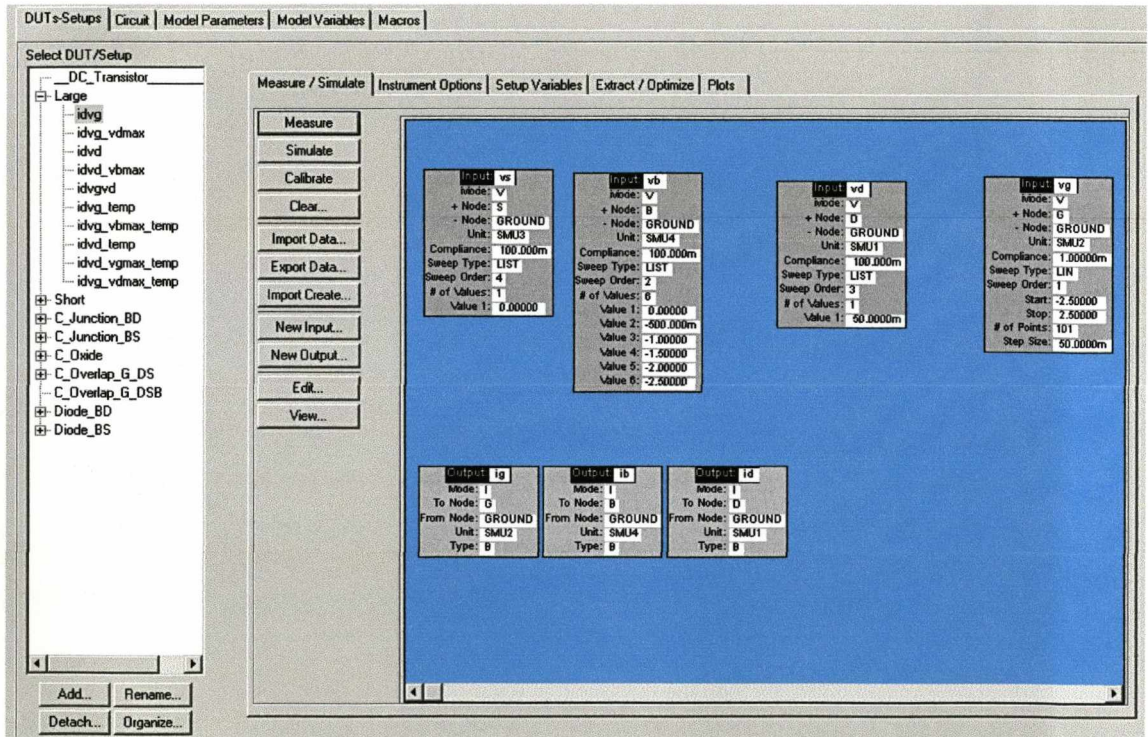 DUTs-Setups Circuit Model Parameters Model Variables Macros
Select DUT/Setup
__DC_Transistor______
Large
idvg
idvg_vdmax
idvd
idvd_vbmax
idvgvd
idvg_temp
idvg_vbmax_temp
idvd_temp
idvd_vgmax_temp
idvg_vdmax_temp
Short
C_Junction_BD
C_Junction_BS
C_Oxide
C_Overlap_G_DS
C_Overlap_G_DSB
Diode_BD
Diode_BS
Add... Rename...
Detach... Organize...
Measure / Simulate Instrument Options Setup Variables Extract / Optimize Plots
Measure
Simulate
Calibrate
Clear...
Import Data...
Export Data...
Import Create...
New Input...
New Output...
Edit...
View...
Input: vs
Mode: V
+ Node: S
- Node: GROUND
Unit: SMU3
Compliance: 100.000m
Sweep Type: LIST
Sweep Order: 4
# of Values: 1
Value 1: 0.00000
Input: vb
Mode: V
+ Node: B
- Node: GROUND
Unit: SMU4
Compliance: 100.000m
Sweep Type: LIST
Sweep Order: 2
# of Values: 6
Value 1: 0.00000
Value 2: -500.000m
Value 3: -1.00000
Value 4: -1.50000
Value 5: -2.00000
Value 6: -2.50000
Input: vd
Mode: V
+ Node: D
- Node: GROUND
Unit: SMU1
Compliance: 100.000m
Sweep Type: LIST
Sweep Order: 3
# of Values: 1
Value 1: 50.0000m
Input: vg
Mode: V
+ Node: G
- Node: GROUND
Unit: SMU2
Compliance: 1.00000m
Sweep Type: LIN
Sweep Order: 1
Start: -2.50000
Stop: 2.50000
# of Points: 101
Step Size: 50.0000m
Output: ig
Mode: I
To Node: G
From Node: GROUND
Unit: SMU2
Type: B
Output: ib
Mode: I
To Node: B
From Node: GROUND
Unit: SMU4
Type: B
Output: id
Mode: I
To Node: D
From Node: GROUND
Unit: SMU1
Type: B